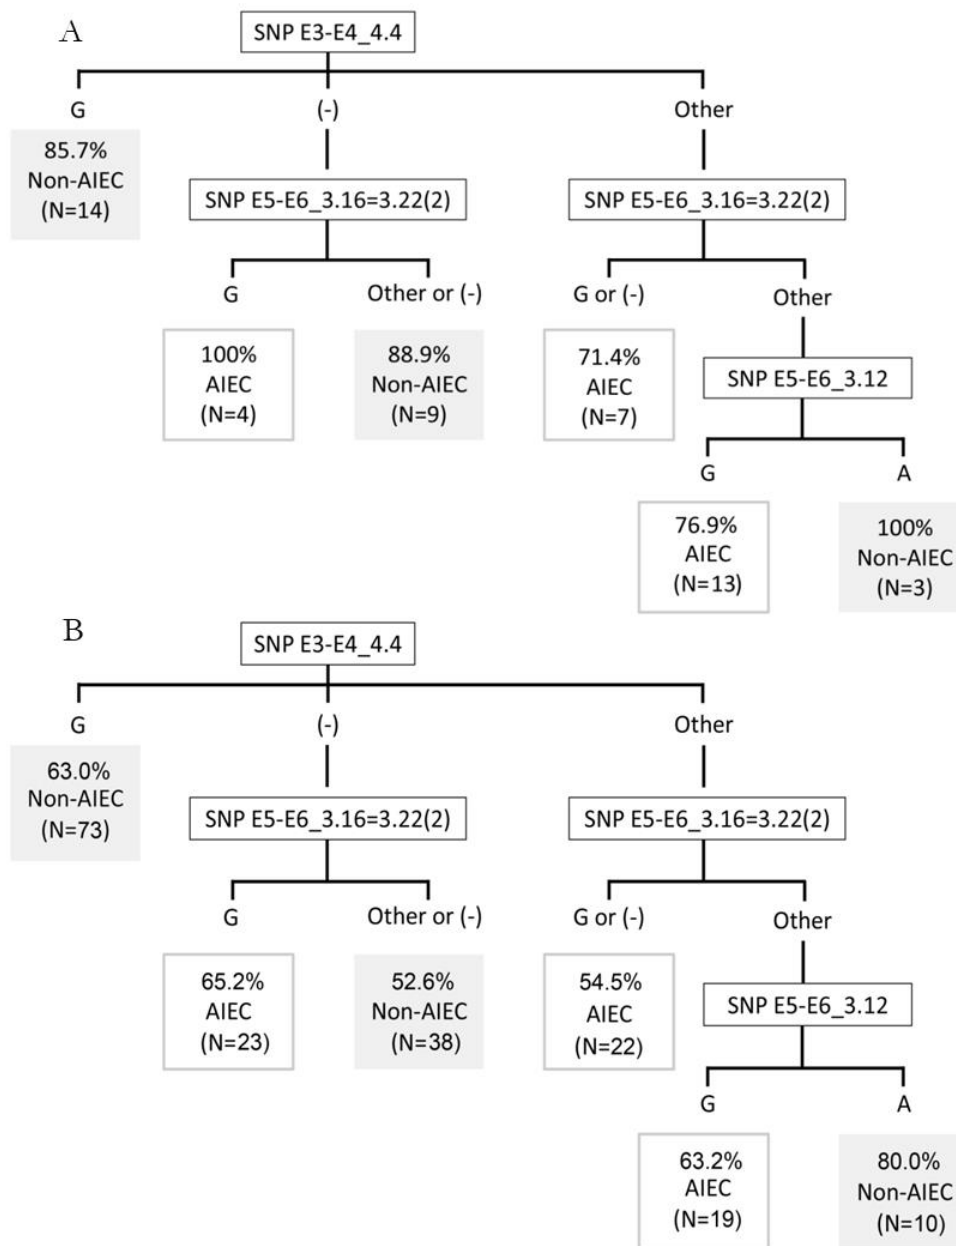 A
SNP E3-E4_4.4
G
(-)
Other
85.7%
Non-AIEC
(N=14)
SNP E5-E6_3.16=3.22(2)
SNP E5-E6_3.16=3.22(2)
G
Other or (-)
G or (-)
Other
100%
AIEC
(N=4)
88.9%
Non-AIEC
(N=9)
71.4%
AIEC
(N=7)
SNP E5-E6_3.12
G
A
76.9%
AIEC
(N=13)
100%
Non-AIEC
(N=3)
B
SNP E3-E4_4.4
G
(-)
Other
63.0%
Non-AIEC
(N=73)
SNP E5-E6_3.16=3.22(2)
SNP E5-E6_3.16=3.22(2)
G
Other or (-)
G or (-)
Other
65.2%
AIEC
(N=23)
52.6%
Non-AIEC
(N=38)
54.5%
AIEC
(N=22)
SNP E5-E6_3.12
G
A
63.2%
AIEC
(N=19)
80.0%
Non-AIEC
(N=10)